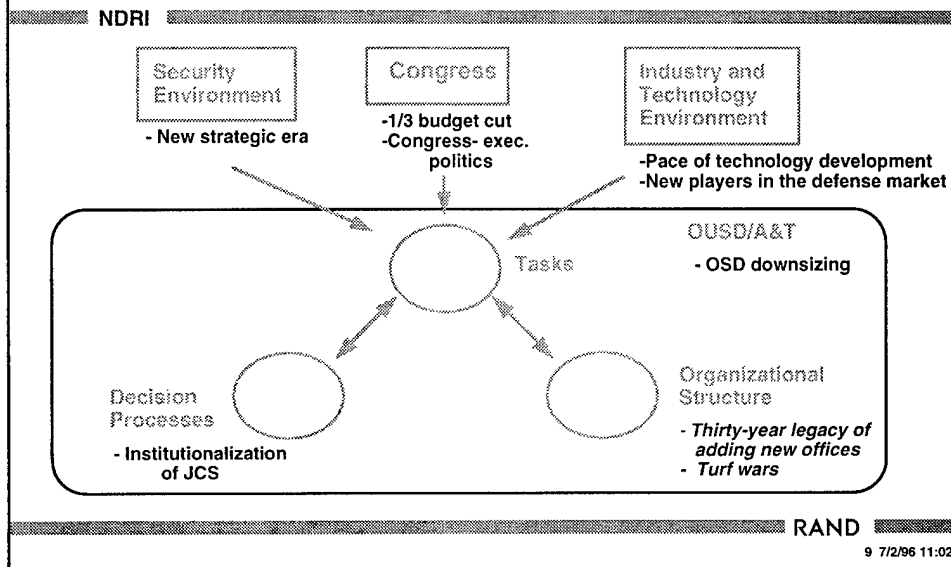 NDRI
Security
Environment
- New strategic era
Congress
-1/3 budget cut
-Congress- exec.
politics
Industry and
Technology
Environment
-Pace of technology development
-New players in the defense market
OUSD/A&T
- OSD downsizing
Tasks
Decision
Processes
- Institutionalization
of JCS
Organizational
Structure
- Thirty-year legacy of
adding new offices
- Turf wars
RAND
9 7/2/96 11:02